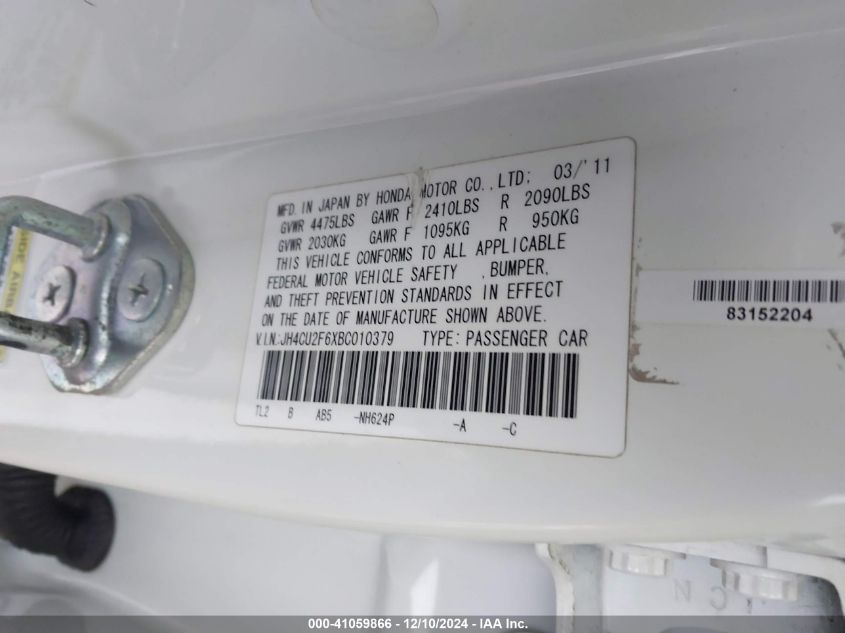 MFD. IN JAPAN BY HONDA MOTOR CO.,LTD; 03/'11
GVWR 4475LBS GAWR F 2410LBS R 2090LBS
GVWR 2030KG GAWR F 1095KG R 950KG
THIS VEHICLE CONFORMS TO ALL APPLICABLE
FEDERAL MOTOR VEHICLE SAFETY , BUMPER,
AND THEFT PREVENTION STANDARDS IN EFFECT
ON THE DATE OF MANUFACTURE SHOWN ABOVE.
V.I.N.:JH4CU2F6XBC010379 TYPE: PASSENGER CAR
TL2 B AB5 -NH624P -A -C
83152204
SIDE AIRB
000-41059866 - 12/10/2024 - IAA Inc.